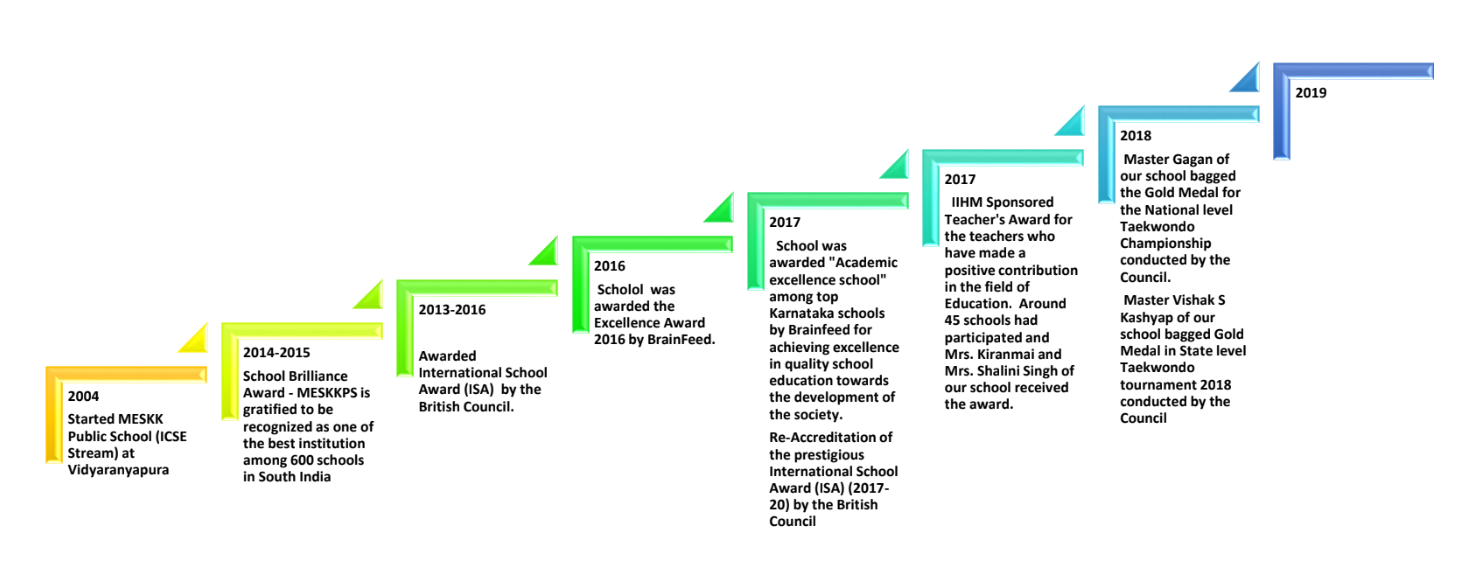 2004
Started MESKK
Public School (ICSE
Stream) at
Vidyaranyapura
2014-2015
School Brilliance
Award - MESKKPS is
gratified to be
recognized as one of
the best institution
among 600 schools
in South India
2013-2016
Awarded
International School
Award (ISA) by the
British Council.
2016
Scholol was
awarded the
Excellence Award
2016 by BrainFeed.
2017
School was
awarded "Academic
excellence school"
among top
Karnataka schools
by Brainfeed for
achieving excellence
in quality school
education towards
the development of
the society.
Re-Accreditation of
the prestigious
International School
Award (ISA) (2017-
20) by the British
Council
2017
IIHM Sponsored
Teacher's Award for
the teachers who
have made a
positive contribution
in the field of
Education. Around
45 schools had
participated and
Mrs. Kiranmai and
Mrs. Shalini Singh of
our school received
the award.
2018
Master Gagan of
our school bagged
the Gold Medal for
the National level
Taekwondo
Championship
conducted by the
Council.
Master Vishak S
Kashyap of our
school bagged Gold
Medal in State level
Taekwondo
tournament 2018
conducted by the
Council
2019